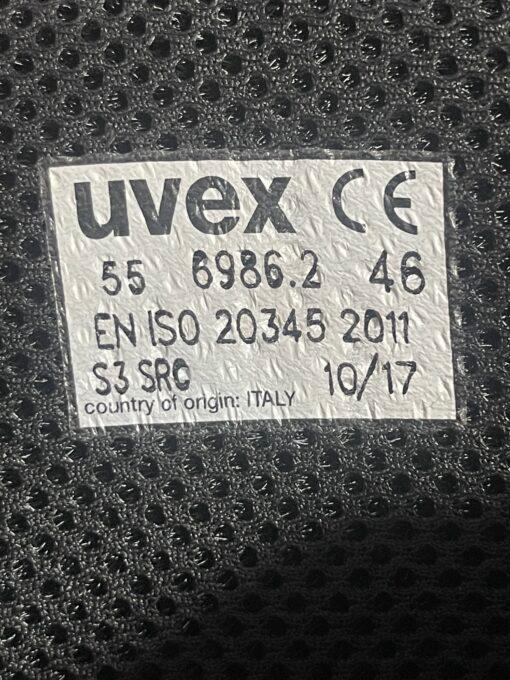 uvex CE
55 6986.2 46
EN ISO 20345 2011
S3 SRC 10/17
country of origin: ITALY